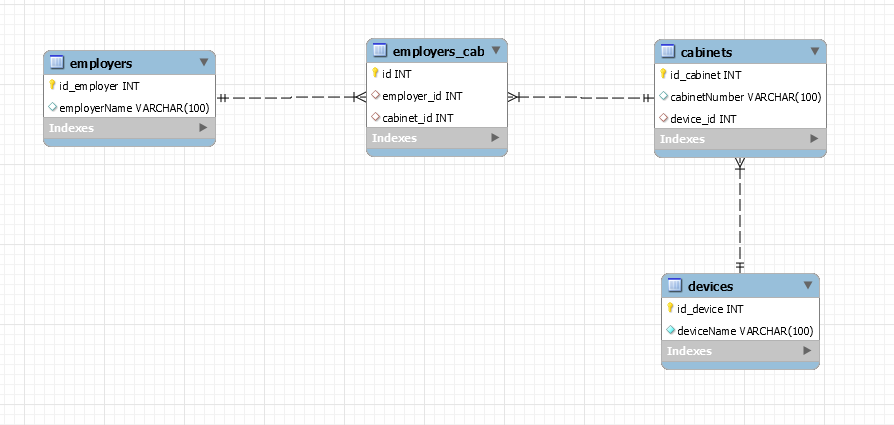 employers
id_employer INT
employerName VARCHAR(100)
Indexes
employers_cab
id INT
employer_id INT
cabinet_id INT
Indexes
cabinets
id_cabinet INT
cabinetNumber VARCHAR(100)
device_id INT
Indexes
devices
id_device INT
deviceName VARCHAR(100)
Indexes